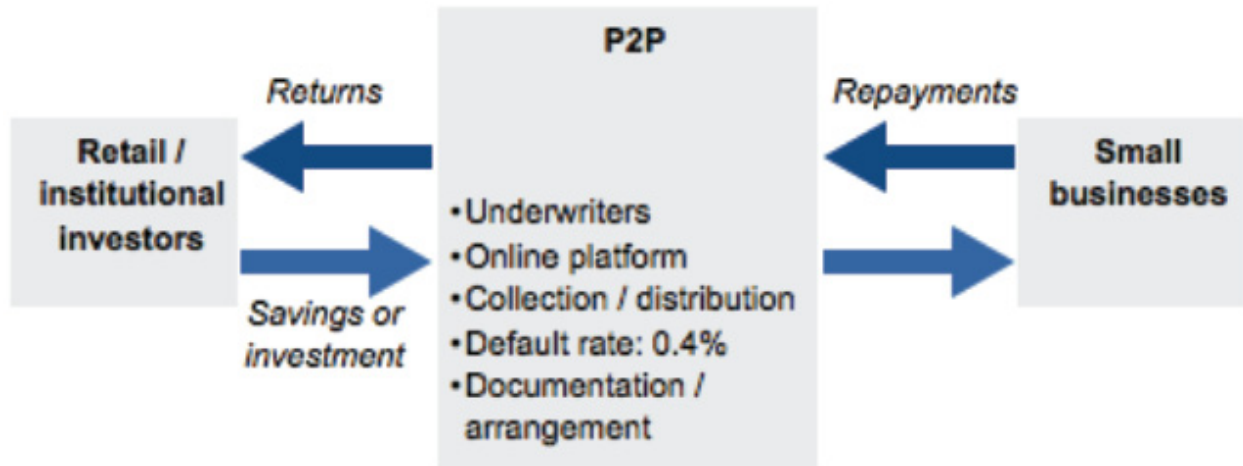 P2P
Returns
Repayments
Retail /
institutional
investors
Small
businesses
•Underwriters
•Online platform
•Collection / distribution
•Default rate: 0.4%
•Documentation /
arrangement
Savings or
investment